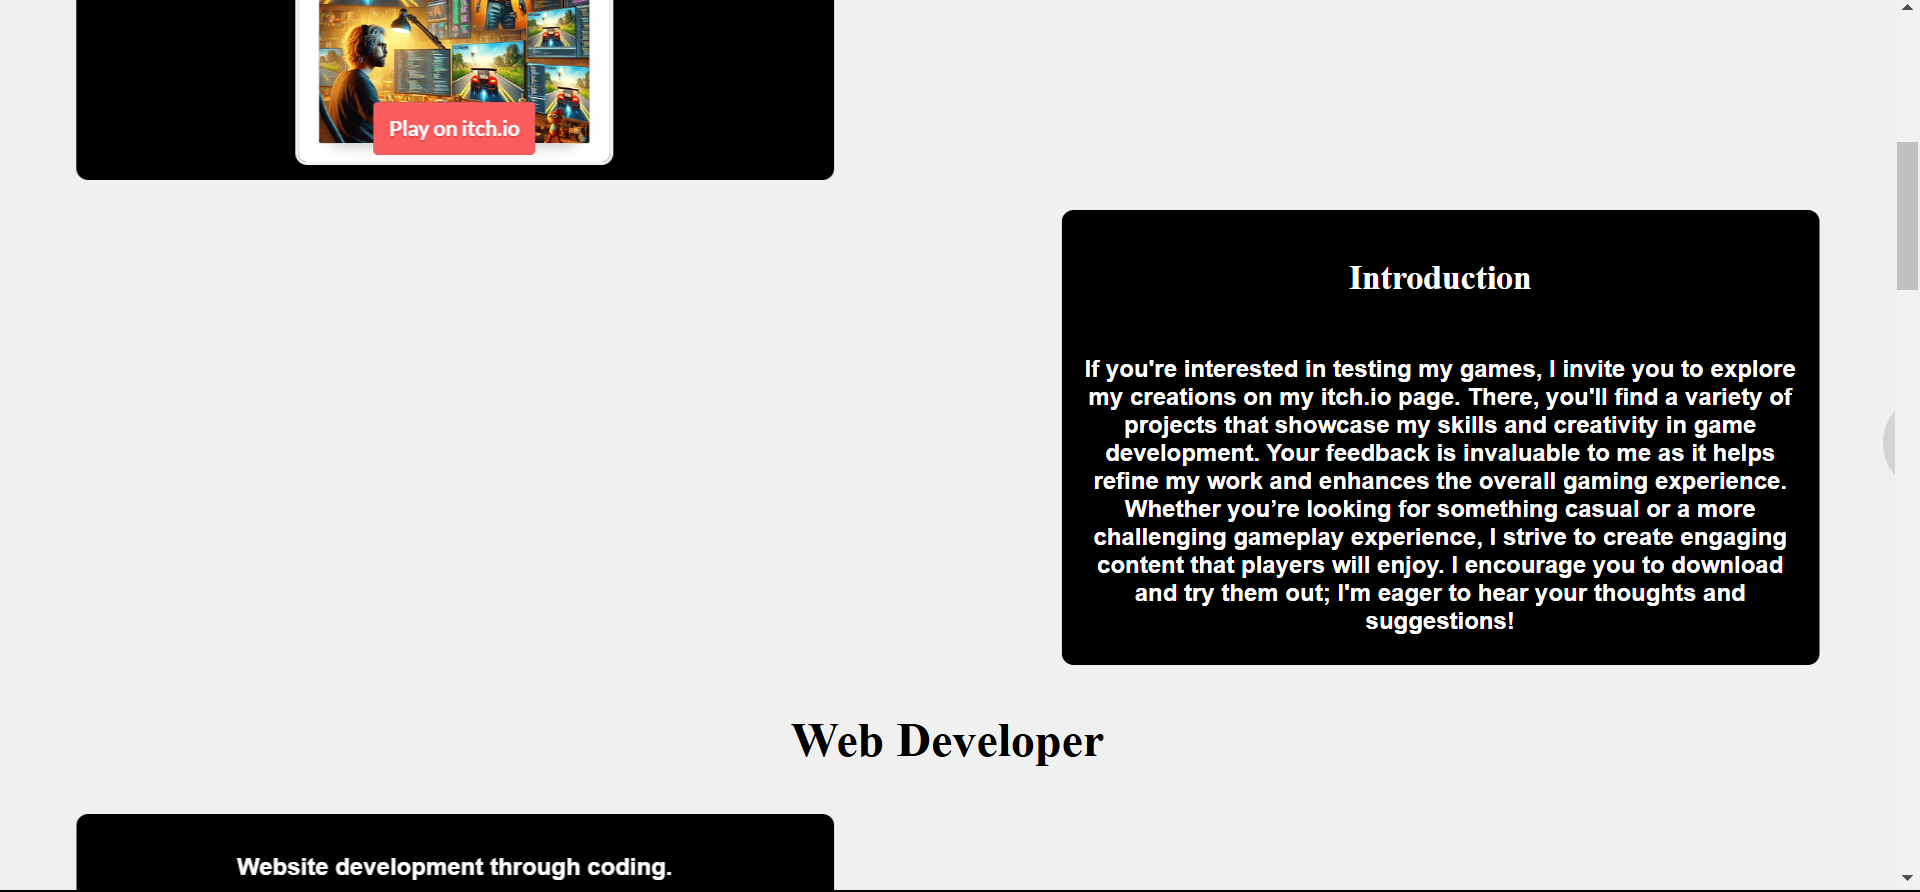 Play on itch.io
Introduction
If you're interested in testing my games, I invite you to explore
my creations on my itch.io page. There, you'll find a variety of
projects that showcase my skills and creativity in game
development. Your feedback is invaluable to me as it helps
refine my work and enhances the overall gaming experience.
Whether you’re looking for something casual or a more
challenging gameplay experience, I strive to create engaging
content that players will enjoy. I encourage you to download
and try them out; I'm eager to hear your thoughts and
suggestions!
Web Developer
Website development through coding.